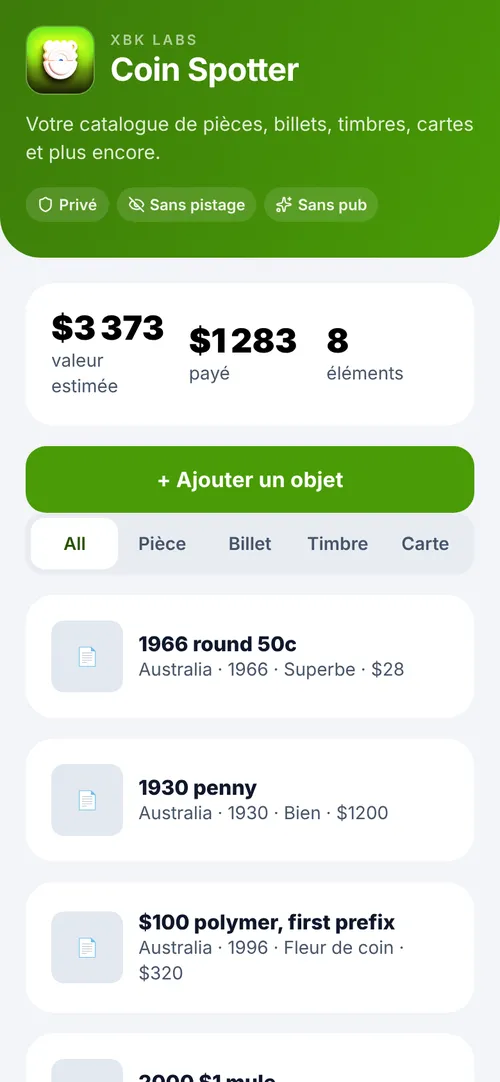 XBK LABS
Coin Spotter
Votre catalogue de pièces, billets, timbres, cartes
et plus encore.
Privé
Sans pistage
Sans pub
$3 373
valeur
estimée
$1 283
payé
8
éléments
+ Ajouter un objet
All
Pièce
Billet
Timbre
Carte
1966 round 50c
Australia · 1966 · Superbe · $28
1930 penny
Australia · 1930 · Bien · $1200
$100 polymer, first prefix
Australia · 1996 · Fleur de coin ·
$320
2000 $1 mule